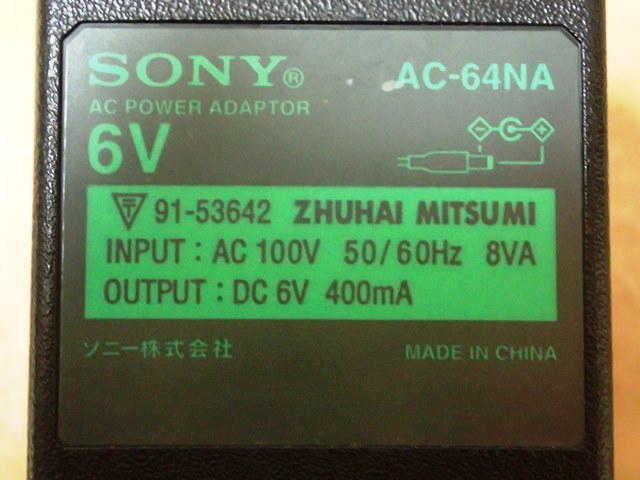 SONY® AC-64NA
AC POWER ADAPTOR
6V
91-53642 ZHUHAI MITSUMI
INPUT : AC 100V 50/60Hz 8VA
OUTPUT : DC 6V 400mA
ソニー株式会社 MADE IN CHINA